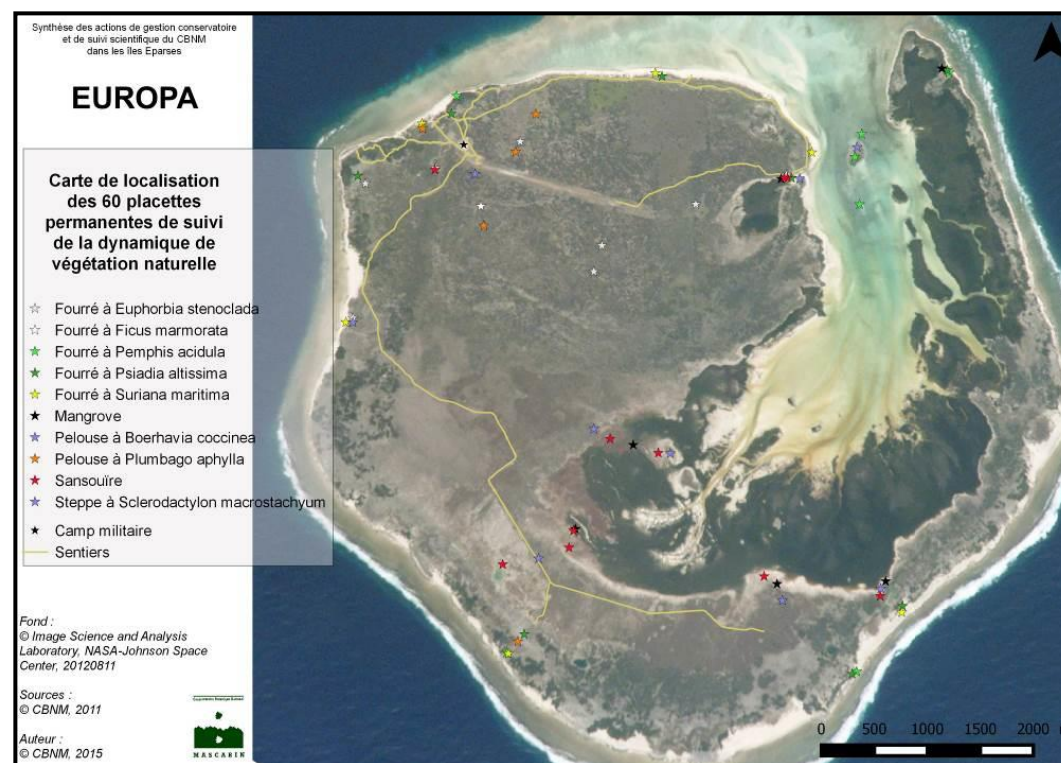 Synthèse des actions de gestion conservatoire
et de suivi scientifique du CBNM
dans les îles Eparses
EUROPA
Carte de localisation
des 60 placettes
permanentes de suivi
de la dynamique de
végétation naturelle
Fourré à Euphorbia stenoclada
Fourré à Ficus marmorata
Fourré à Pemphis acidula
Fourré à Psiadia altissima
Fourré à Suriana maritima
Mangrove
Pelouse à Boerhavia coccinea
Pelouse à Plumbago aphylla
Sansouïre
Steppe à Sclerodactylon macrostachyum
Camp militaire
Sentiers
Fond :
© Image Science and Analysis
Laboratory, NASA-Johnson Space
Center, 20120811
Sources :
© CBNM, 2011
Auteur :
© CBNM, 2015
MASCARIN
0 500 1000 1500 2000